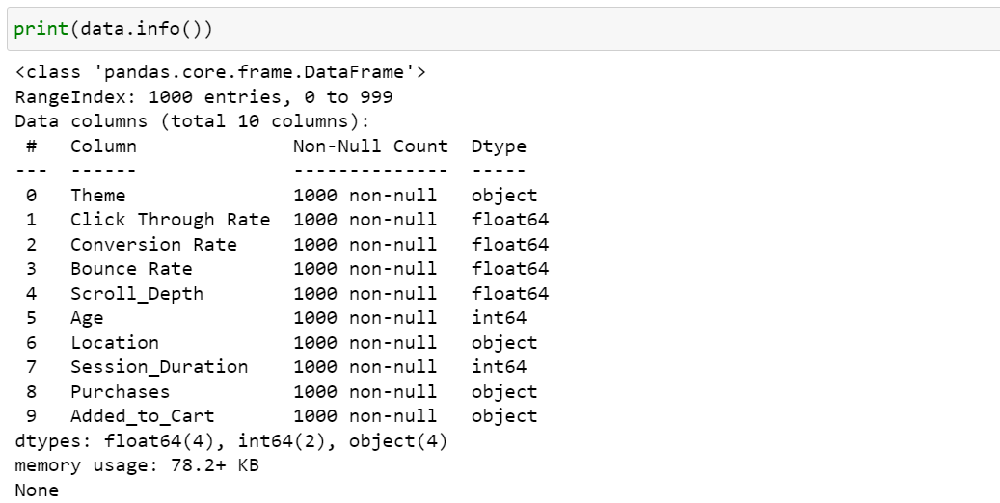 print(data.info())
<class 'pandas.core.frame.DataFrame'>
RangeIndex: 1000 entries, 0 to 999
Data columns (total 10 columns):
 #   Column              Non-Null Count  Dtype
---  ------              --------------  -----
 0   Theme               1000 non-null   object
 1   Click Through Rate  1000 non-null   float64
 2   Conversion Rate     1000 non-null   float64
 3   Bounce Rate         1000 non-null   float64
 4   Scroll_Depth        1000 non-null   float64
 5   Age                 1000 non-null   int64
 6   Location            1000 non-null   object
 7   Session_Duration    1000 non-null   int64
 8   Purchases           1000 non-null   object
 9   Added_to_Cart       1000 non-null   object
dtypes: float64(4), int64(2), object(4)
memory usage: 78.2+ KB
None